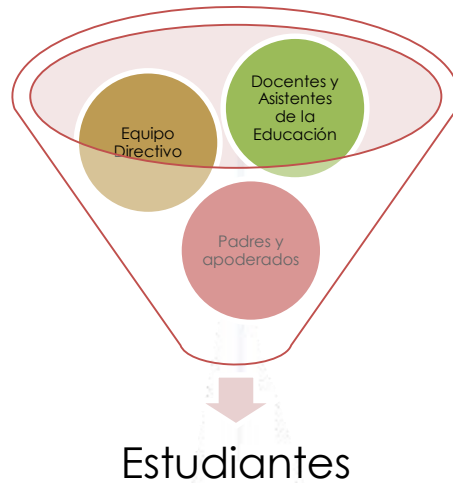 Docentes y
Asistentes
de la
Educación
Equipo
Directivo
Padres y
apoderados
Estudiantes